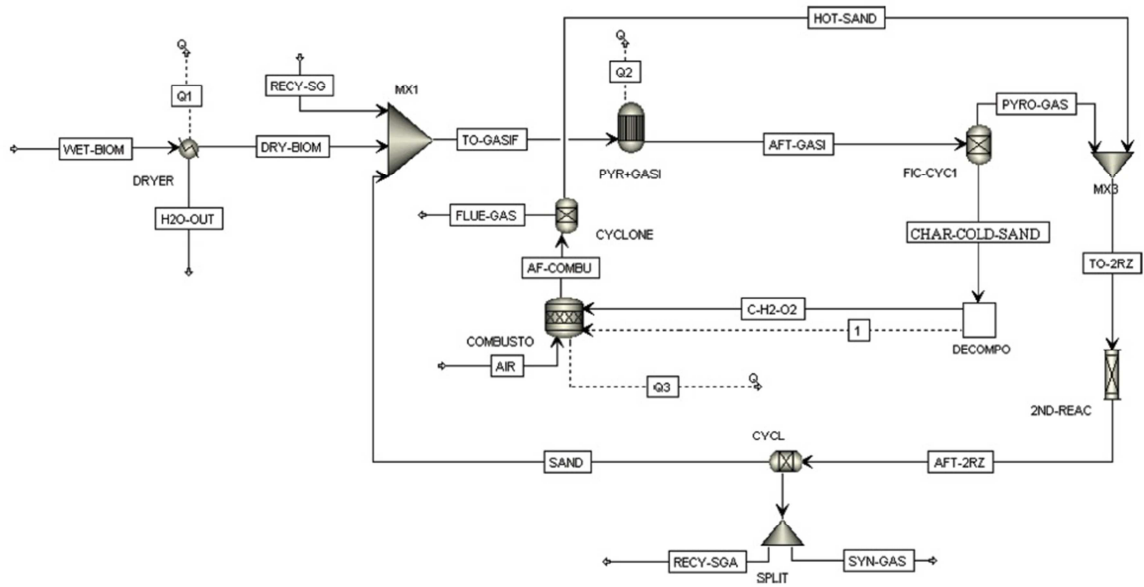 HOT-SAND
Q
Q
Q1
RECY-SG
MX1
Q2
PYRO-GAS
WET-BIOM
DRY-BIOM
TO-GASIF
AFT-GASI
DRYER
PYR+GASI
FIC-CYC1
MX3
H2O-OUT
FLUE-GAS
CYCLONE
CHAR-COLD-SAND
AF-COMBU
TO-2RZ
C-H2-O2
1
COMBUSTO
DECOMPO
AIR
Q3
Q
2ND-REAC
CYCL
SAND
AFT-2RZ
RECY-SGA
SYN-GAS
SPLIT